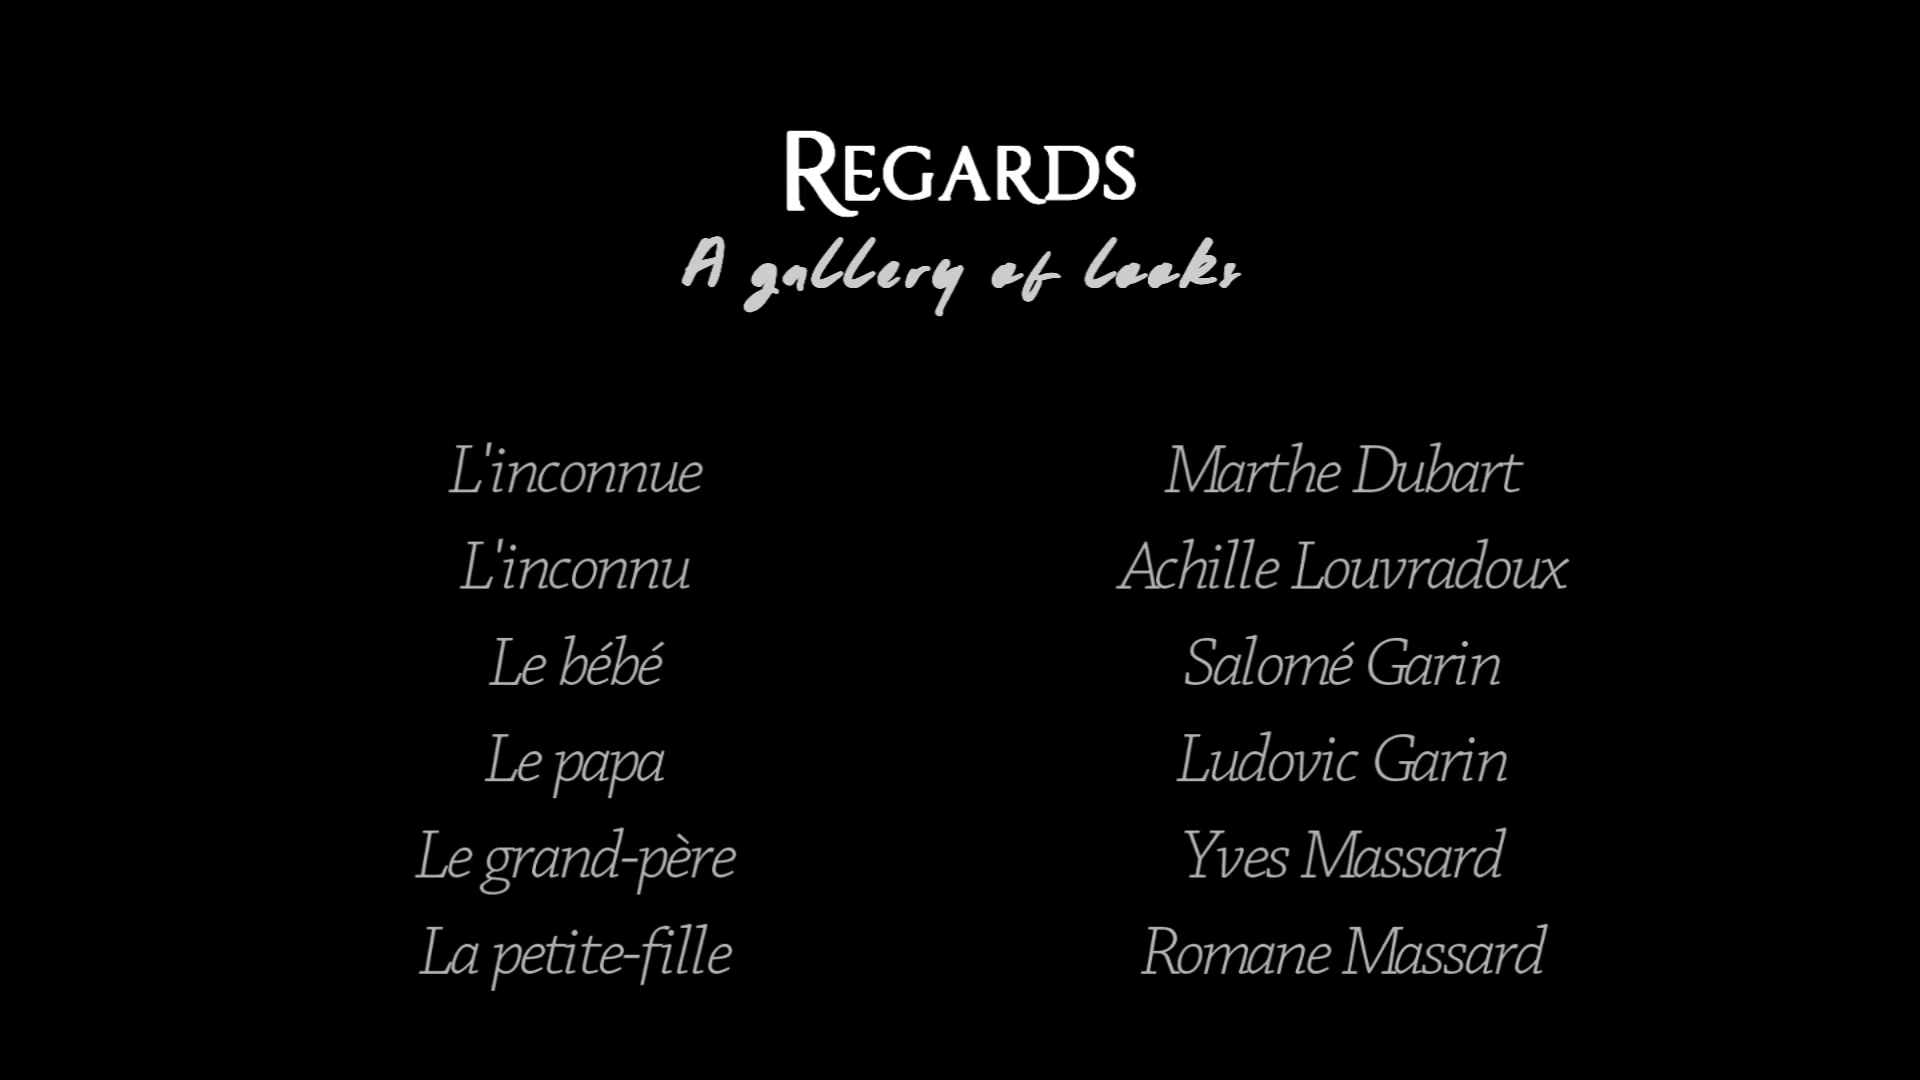 REGARDS
A gallery of looks
L'inconnue Marthe Dubart
L'inconnu Achille Louvradoux
Le bébé Salomé Garin
Le papa Ludovic Garin
Le grand-père Yves Massard
La petite-fille Romane Massard